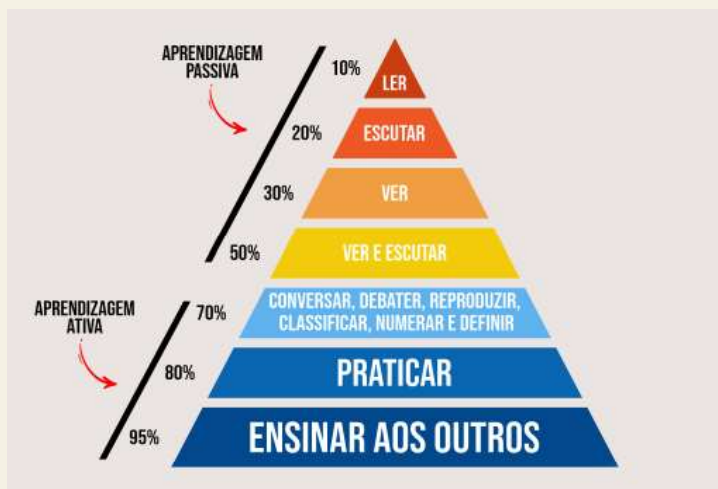 APRENDIZAGEM
PASSIVA
10%
LER
20%
ESCUTAR
30%
VER
50%
VER E ESCUTAR
APRENDIZAGEM
ATIVA
70%
CONVERSAR, DEBATER, REPRODUZIR,
CLASSIFICAR, NUMERAR E DEFINIR
80%
PRATICAR
95%
ENSINAR AOS OUTROS